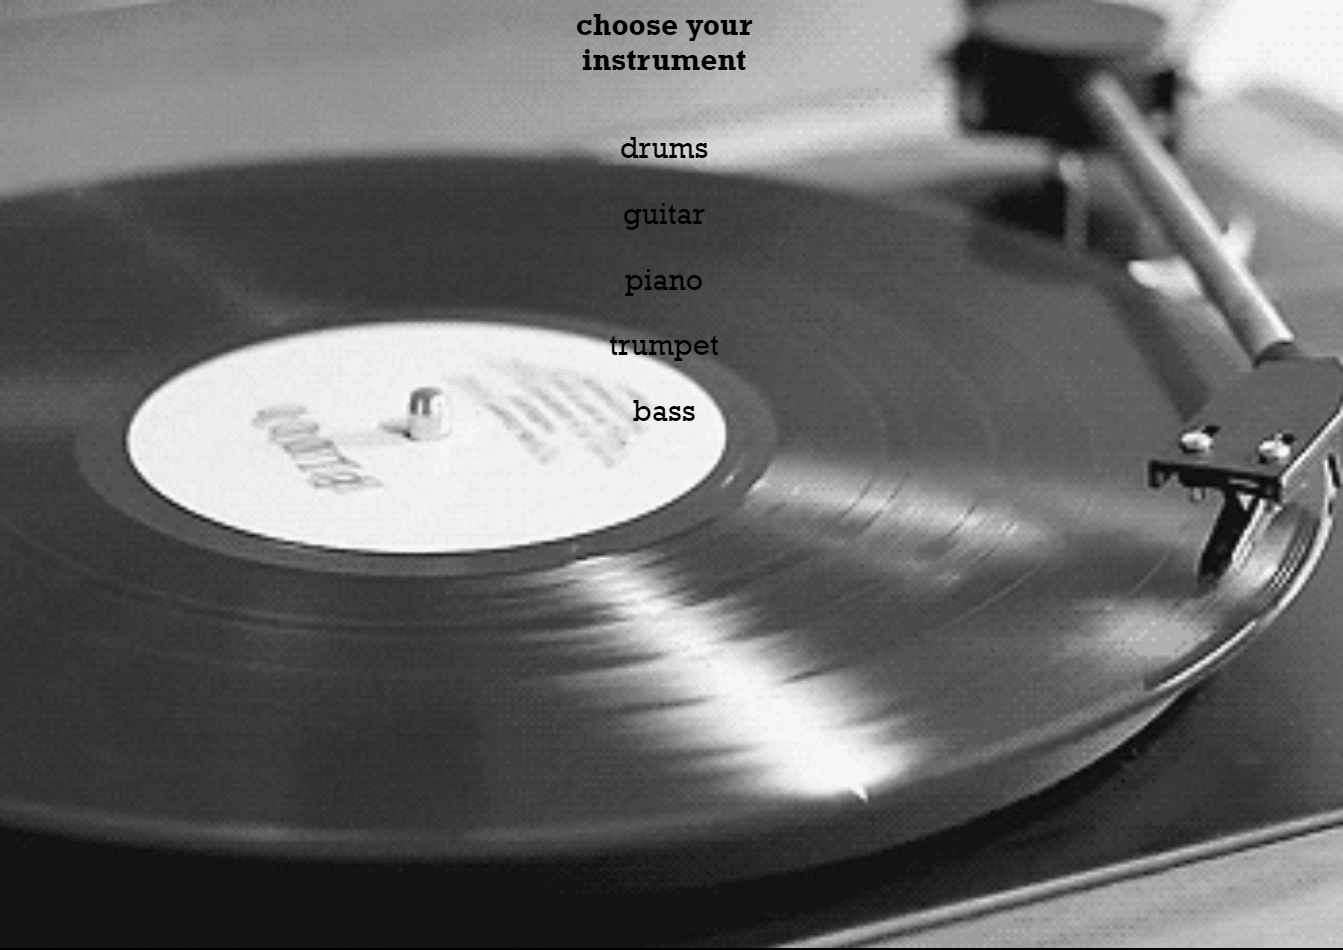 choose your
instrument
drums
guitar
piano
trumpet
bass